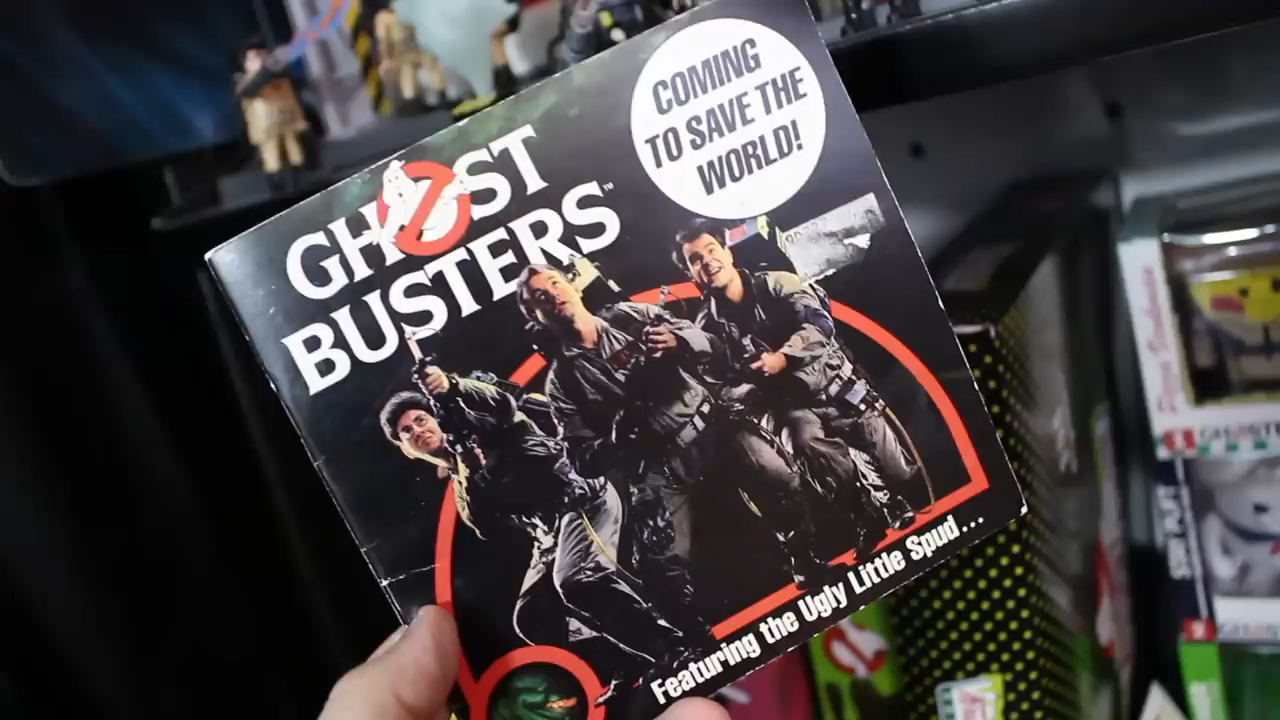 COMING
TO SAVE THE
WORLD!
GHOST
BUSTERS™
Featuring the Ugly Little Spud...